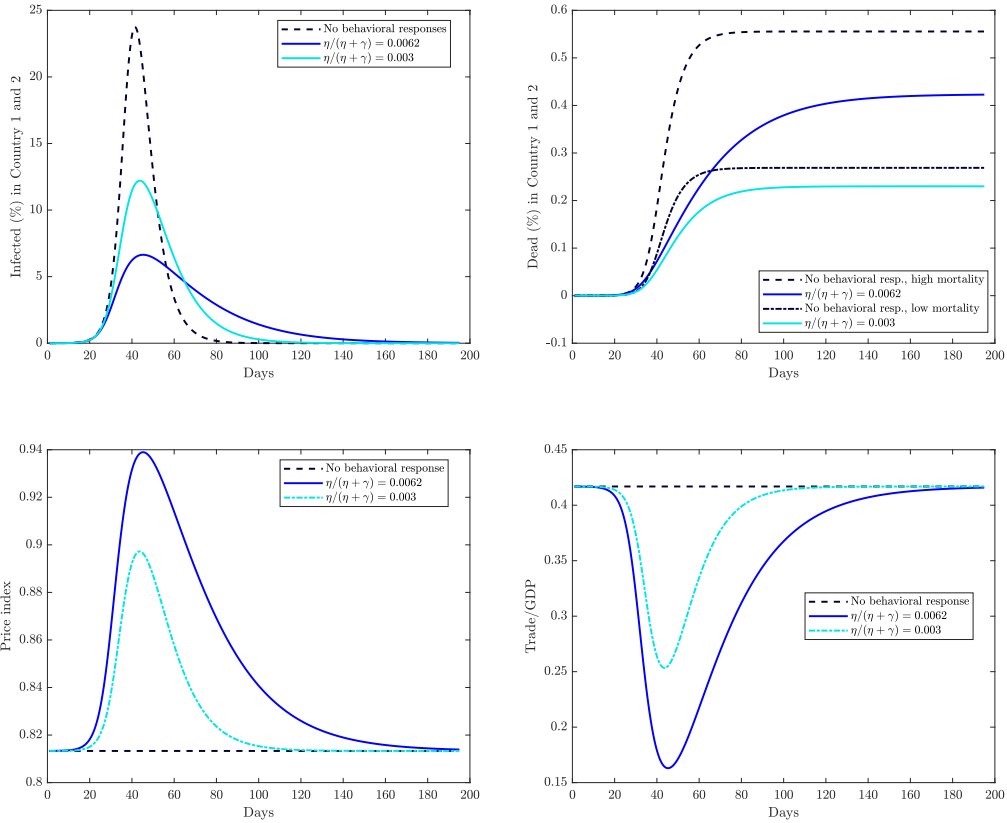 25
20
15
10
5
0
0 20 40 60 80 100 120 140 160 180 200
Days
Infected (%) in Country 1 and 2
No behavioral responses
η/(η + γ) = 0.0062
η/(η + γ) = 0.003
0.6
0.5
0.4
0.3
0.2
0.1
0
-0.1
0 20 40 60 80 100 120 140 160 180 200
Days
Dead (%) in Country 1 and 2
No behavioral resp., high mortality
η/(η + γ) = 0.0062
No behavioral resp., low mortality
η/(η + γ) = 0.003
0.94
0.92
0.9
0.88
0.86
0.84
0.82
0.8
0 20 40 60 80 100 120 140 160 180 200
Days
Price index
No behavioral response
η/(η + γ) = 0.0062
η/(η + γ) = 0.003
0.45
0.4
0.35
0.3
0.25
0.2
0.15
0 20 40 60 80 100 120 140 160 180 200
Days
Trade/GDP
No behavioral response
η/(η + γ) = 0.0062
η/(η + γ) = 0.003